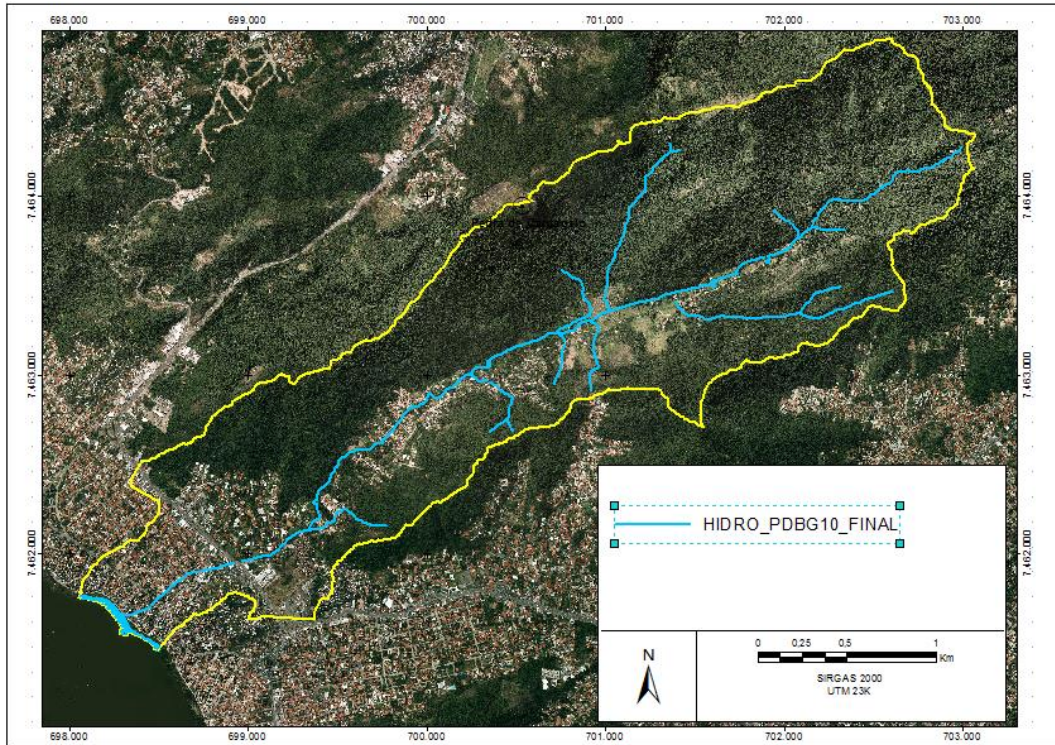 698.000 699.000 700.000 701.000 702.000 703.000
7.464.000 7.464.000
7.463.000 7.463.000
HIDRO_PDBG10_FINAL
7.462.000 7.462.000
N
0 0,25 0,5 1
Km
SIRGAS 2000
UTM 23K
698.000 699.000 700.000 701.000 702.000 703.000